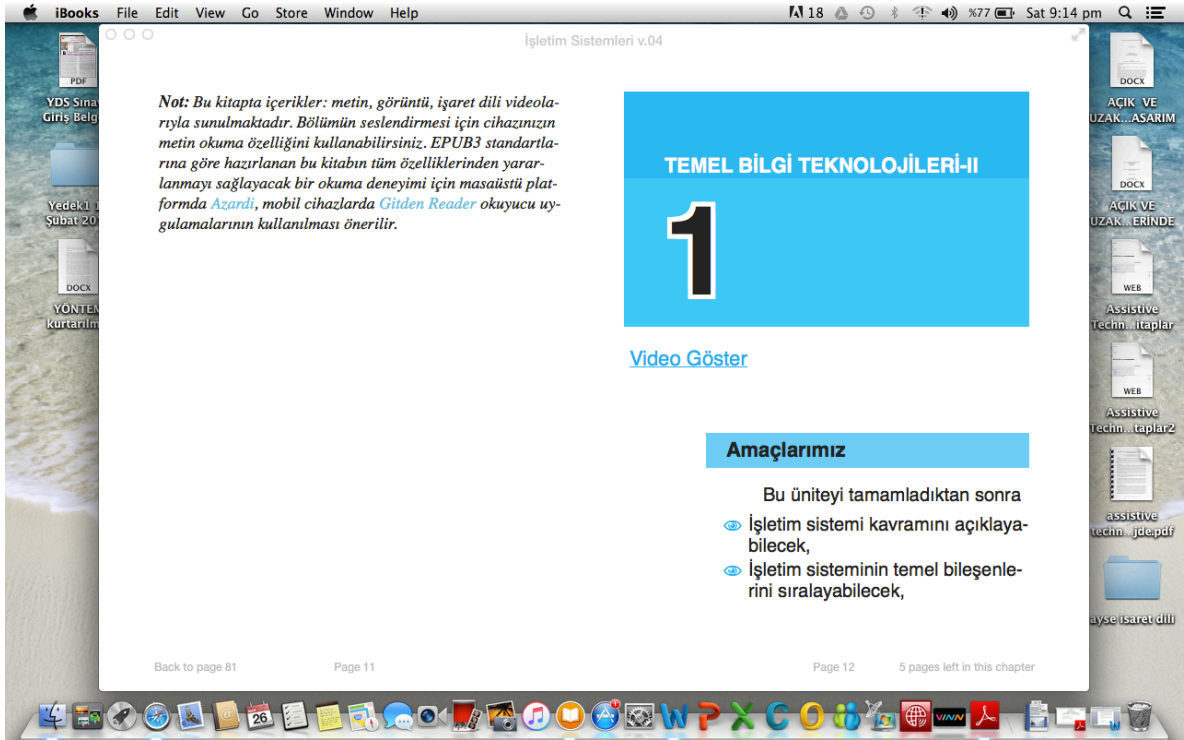 iBooks File Edit View Go Store Window Help
18 %77 Sat 9:14 pm
İşletim Sistemleri v.04
Not: Bu kitapta içerikler: metin, görüntü, işaret dili videola-
rıyla sunulmaktadır. Bölümün seslendirmesi için cihazınızın
metin okuma özelliğini kullanabilirsiniz. EPUB3 standartla-
rına göre hazırlanan bu kitabın tüm özelliklerinden yarar-
lanmayı sağlayacak bir okuma deneyimi için masaüstü plat-
formda Azardi, mobil cihazlarda Gitden Reader okuyucu uy-
gulamalarının kullanılması önerilir.
Back to page 81
Page 11
TEMEL BİLGİ TEKNOLOJİLERİ-II
1
Video Göster
Amaçlarımız
Bu üniteyi tamamladıktan sonra
İşletim sistemi kavramını açıklaya-
bilecek,
İşletim sisteminin temel bileşenle-
rini sıralayabilecek,
Page 12
5 pages left in this chapter
PDF
YDS Sına
Giriş Belg
Yedek1 1
Şubat 20
DOCX
YÖNTEM
kurtarılm
DOCX
AÇIK VE
UZAK...ASARIM
DOCX
AÇIK VE
UZAK...ERİNDE
WEB
Assistive
Techn...itaplar
WEB
Assistive
Techn...taplar2
assistive
techn...jde.pdf
ayse isaret dili
26